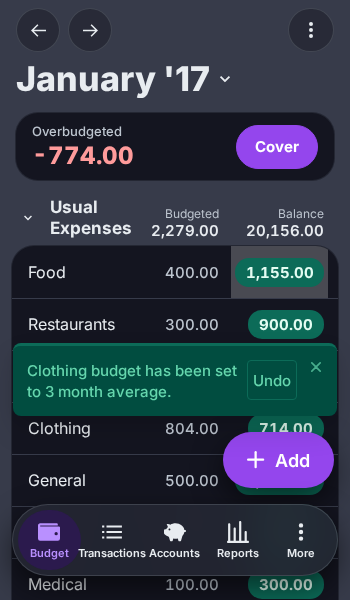 January '17
Overbudgeted
-774.00
Cover
Usual
Expenses
Budgeted
2,279.00
Balance
20,156.00
Food 400.00 1,155.00
Restaurants 300.00 900.00
Clothing budget has been set
to 3 month average.
Undo
Clothing 804.00 714.00
General 500.00
Add
Budget Transactions Accounts Reports More
Medical 100.00 300.00